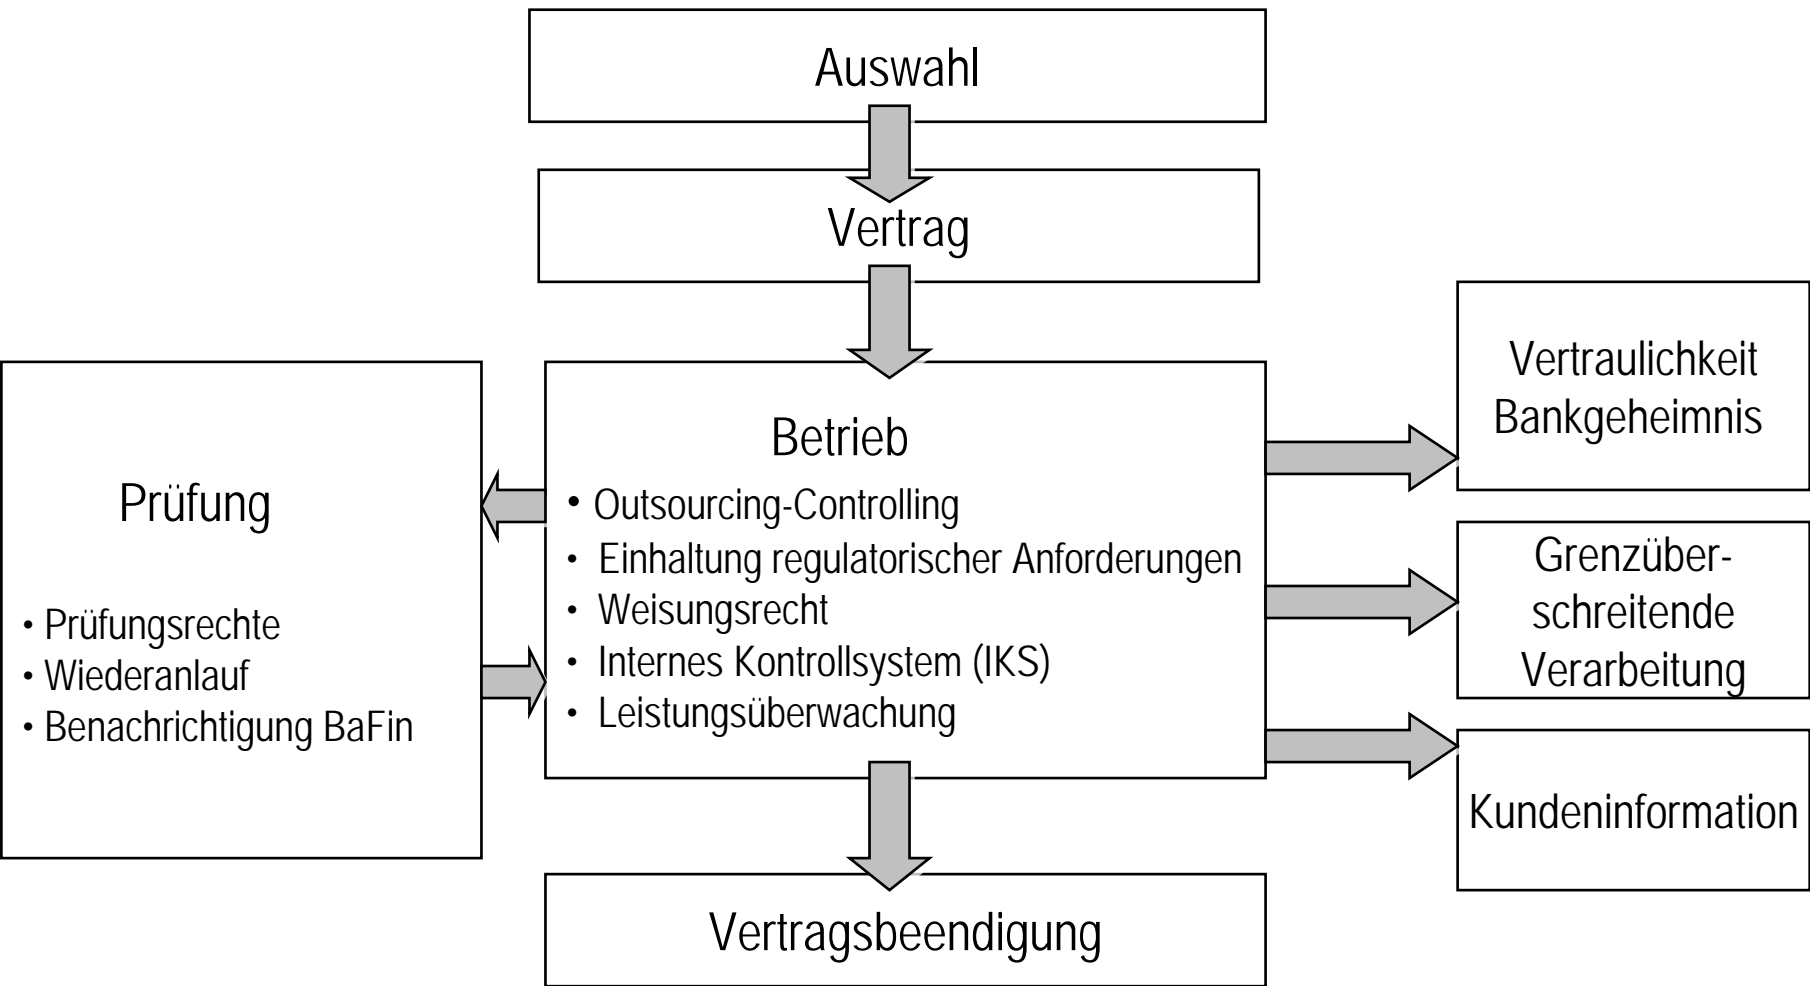 Auswahl
Vertrag
Betrieb
• Outsourcing-Controlling
• Einhaltung regulatorischer Anforderungen
• Weisungsrecht
• Internes Kontrollsystem (IKS)
• Leistungsüberwachung
Prüfung
• Prüfungsrechte
• Wiederanlauf
• Benachrichtigung BaFin
Vertraulichkeit
Bankgeheimnis
Grenzüber-
schreitende
Verarbeitung
Kundeninformation
Vertragsbeendigung